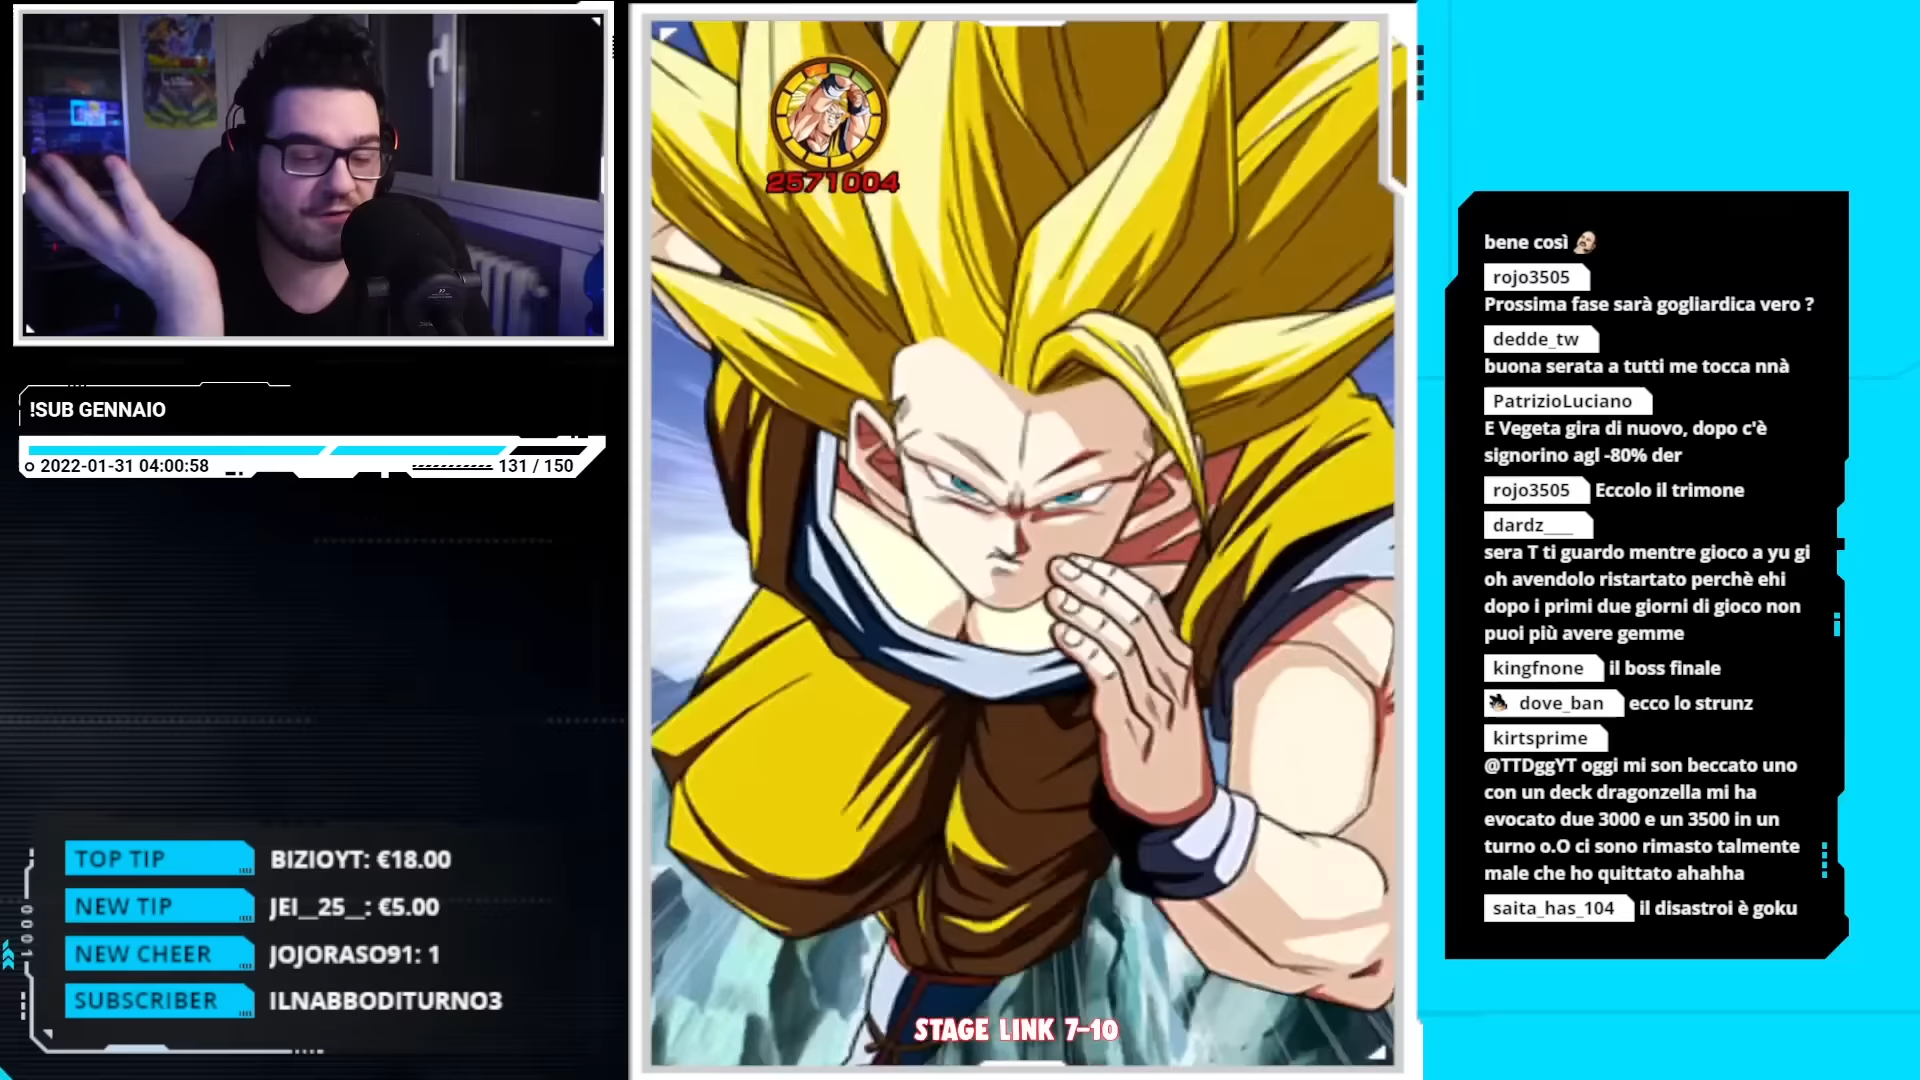 !SUB GENNAIO
2022-01-31 04:00:58
131 / 150
TOP TIP BIZIOYT: €18.00
NEW TIP JEI__25__: €5.00
NEW CHEER JOJORASO91: 1
SUBSCRIBER ILNABBODITURNO3
0001
2571004
STAGE LINK 7-10
bene così
rojo3505
Prossima fase sarà gogliardica vero ?
dedde_tw
buona serata a tutti me tocca nnà
PatrizioLuciano
E Vegeta gira di nuovo, dopo c'è
signorino agl -80% der
rojo3505 Eccolo il trimone
dardz____
sera T ti guardo mentre gioco a yu gi
oh avendolo ristartato perchè ehi
dopo i primi due giorni di gioco non
puoi più avere gemme
kingfnone il boss finale
dove_ban ecco lo strunz
kirtsprime
@TTDggYT oggi mi son beccato uno
con un deck dragonzella mi ha
evocato due 3000 e un 3500 in un
turno o.O ci sono rimasto talmente
male che ho quittato ahahha
saita_has_104 il disastroi è goku